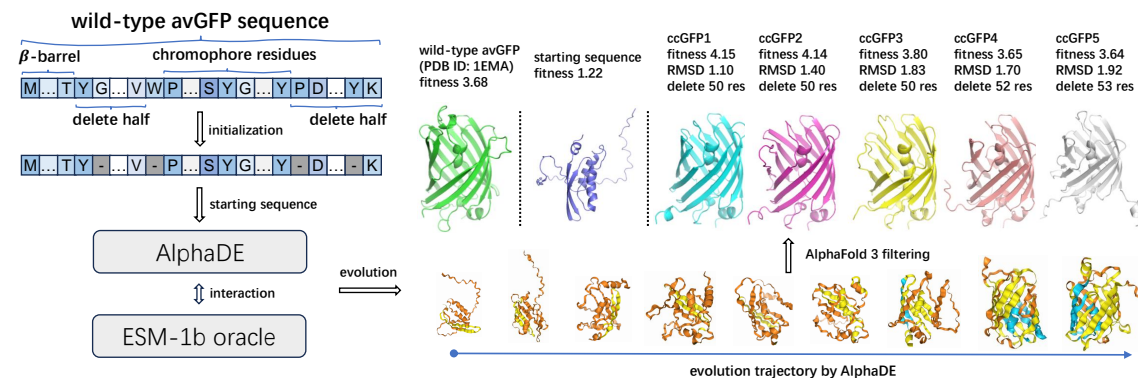 wild-type avGFP sequence
β-barrel
chromophore residues
M ... T Y G ... V W P ... S Y G ... Y P D ... Y K
delete half
delete half
initialization
M ... T Y - ... V - P ... S Y G ... Y - D ... - K
starting sequence
AlphaDE
interaction
ESM-1b oracle
evolution
wild-type avGFP
(PDB ID: 1EMA)
fitness 3.68
starting sequence
fitness 1.22
ccGFP1
fitness 4.15
RMSD 1.10
delete 50 res
ccGFP2
fitness 4.14
RMSD 1.40
delete 50 res
ccGFP3
fitness 3.80
RMSD 1.83
delete 50 res
ccGFP4
fitness 3.65
RMSD 1.70
delete 52 res
ccGFP5
fitness 3.64
RMSD 1.92
delete 53 res
AlphaFold 3 filtering
evolution trajectory by AlphaDE